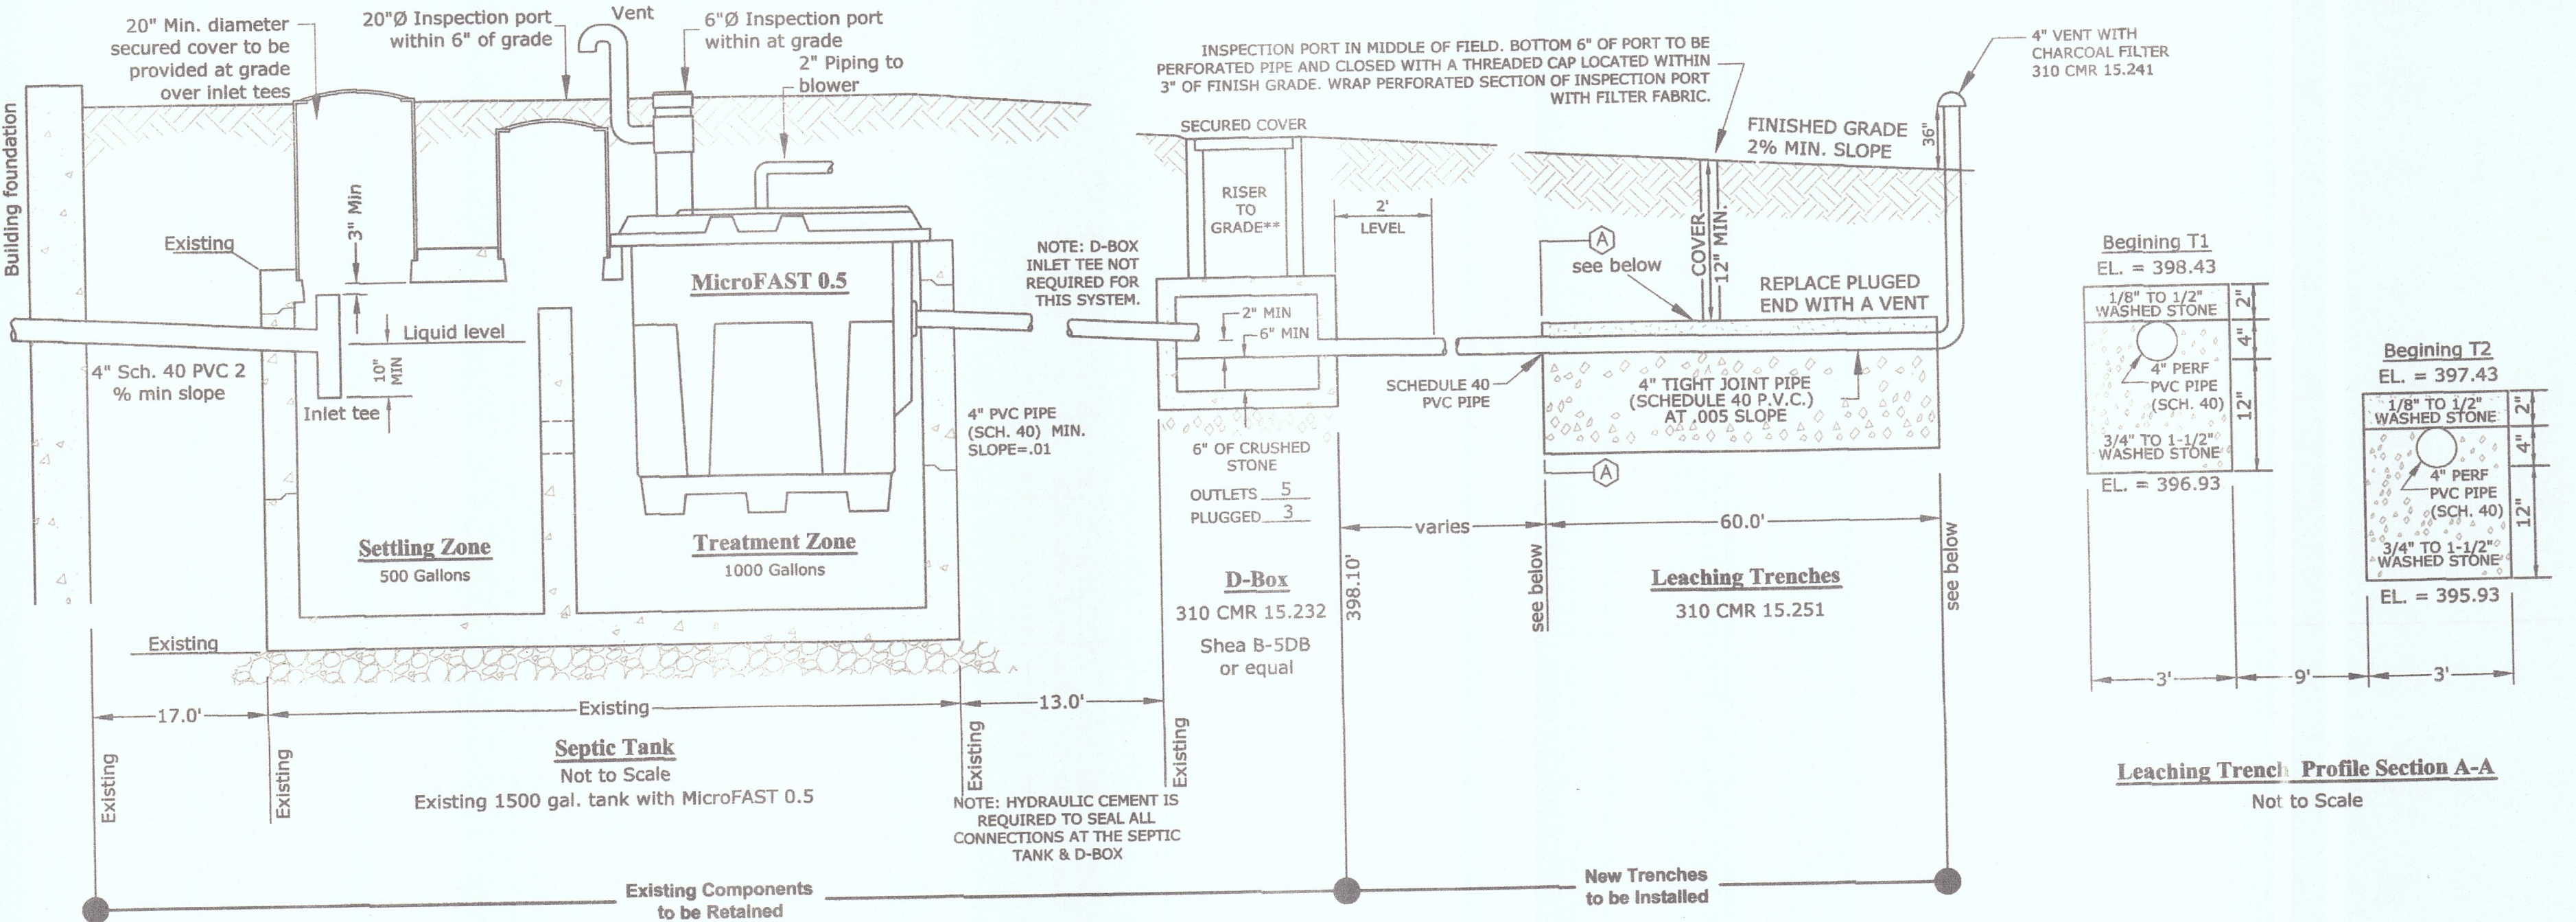 20" Min. diameter
secured cover to be
provided at grade
over inlet tees
20"Ø Inspection port
within 6" of grade
Vent
6"Ø Inspection port
within at grade
2" Piping to
blower
Building foundation
Existing
3" Min
Liquid level
10"
MIN
4" Sch. 40 PVC 2
% min slope
Inlet tee
MicroFAST 0.5
Settling Zone
500 Gallons
Treatment Zone
1000 Gallons
Existing
17.0'
Existing
13.0'
Existing
Existing
Existing
Existing
Septic Tank
Not to Scale
Existing 1500 gal. tank with MicroFAST 0.5
4" PVC PIPE
(SCH. 40) MIN.
SLOPE=.01
NOTE: D-BOX
INLET TEE NOT
REQUIRED FOR
THIS SYSTEM.
NOTE: HYDRAULIC CEMENT IS
REQUIRED TO SEAL ALL
CONNECTIONS AT THE SEPTIC
TANK & D-BOX
SECURED COVER
RISER
TO
GRADE**
2'
LEVEL
2" MIN
6" MIN
6" OF CRUSHED
STONE
OUTLETS 5
PLUGGED 3
D-Box
310 CMR 15.232
Shea B-5DB
or equal
398.10'
INSPECTION PORT IN MIDDLE OF FIELD. BOTTOM 6" OF PORT TO BE
PERFORATED PIPE AND CLOSED WITH A THREADED CAP LOCATED WITHIN
3" OF FINISH GRADE. WRAP PERFORATED SECTION OF INSPECTION PORT
WITH FILTER FABRIC.
FINISHED GRADE
2% MIN. SLOPE
36"
4" VENT WITH
CHARCOAL FILTER
310 CMR 15.241
A
see below
COVER
12" MIN.
REPLACE PLUGED
END WITH A VENT
SCHEDULE 40
PVC PIPE
4" TIGHT JOINT PIPE
(SCHEDULE 40 P.V.C.)
AT .005 SLOPE
A
varies
60.0'
see below
see below
Leaching Trenches
310 CMR 15.251
Begining T1
EL. = 398.43
1/8" TO 1/2"
WASHED STONE
4" PERF
PVC PIPE
(SCH. 40)
3/4" TO 1-1/2"
WASHED STONE
2"
4"
12"
EL. = 396.93
Begining T2
EL. = 397.43
1/8" TO 1/2"
WASHED STONE
4" PERF
PVC PIPE
(SCH. 40)
3/4" TO 1-1/2"
WASHED STONE
2"
4"
12"
EL. = 395.93
3'
9'
3'
Leaching Trench Profile Section A-A
Not to Scale
Existing Components
to be Retained
New Trenches
to be Installed